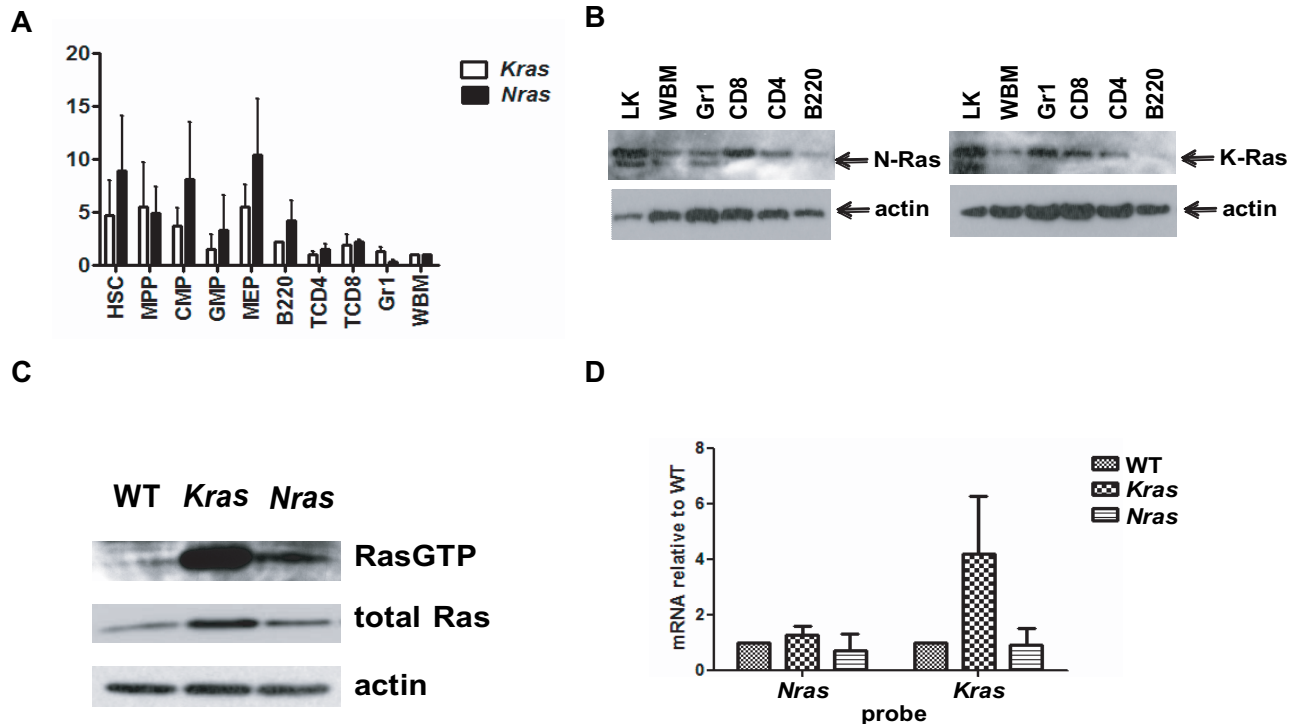 A
20
15
10
5
0
Kras
Nras
HSC
MPP
CMP
GMP
MEP
B220
TCD4
TCD8
Gr1
WBM
B
LK
WBM
Gr1
CD8
CD4
B220
N-Ras
actin
LK
WBM
Gr1
CD8
CD4
B220
K-Ras
actin
C
WT Kras Nras
RasGTP
total Ras
actin
D
mRNA relative to WT
8
6
4
2
0
WT
Kras
Nras
Nras Kras
probe